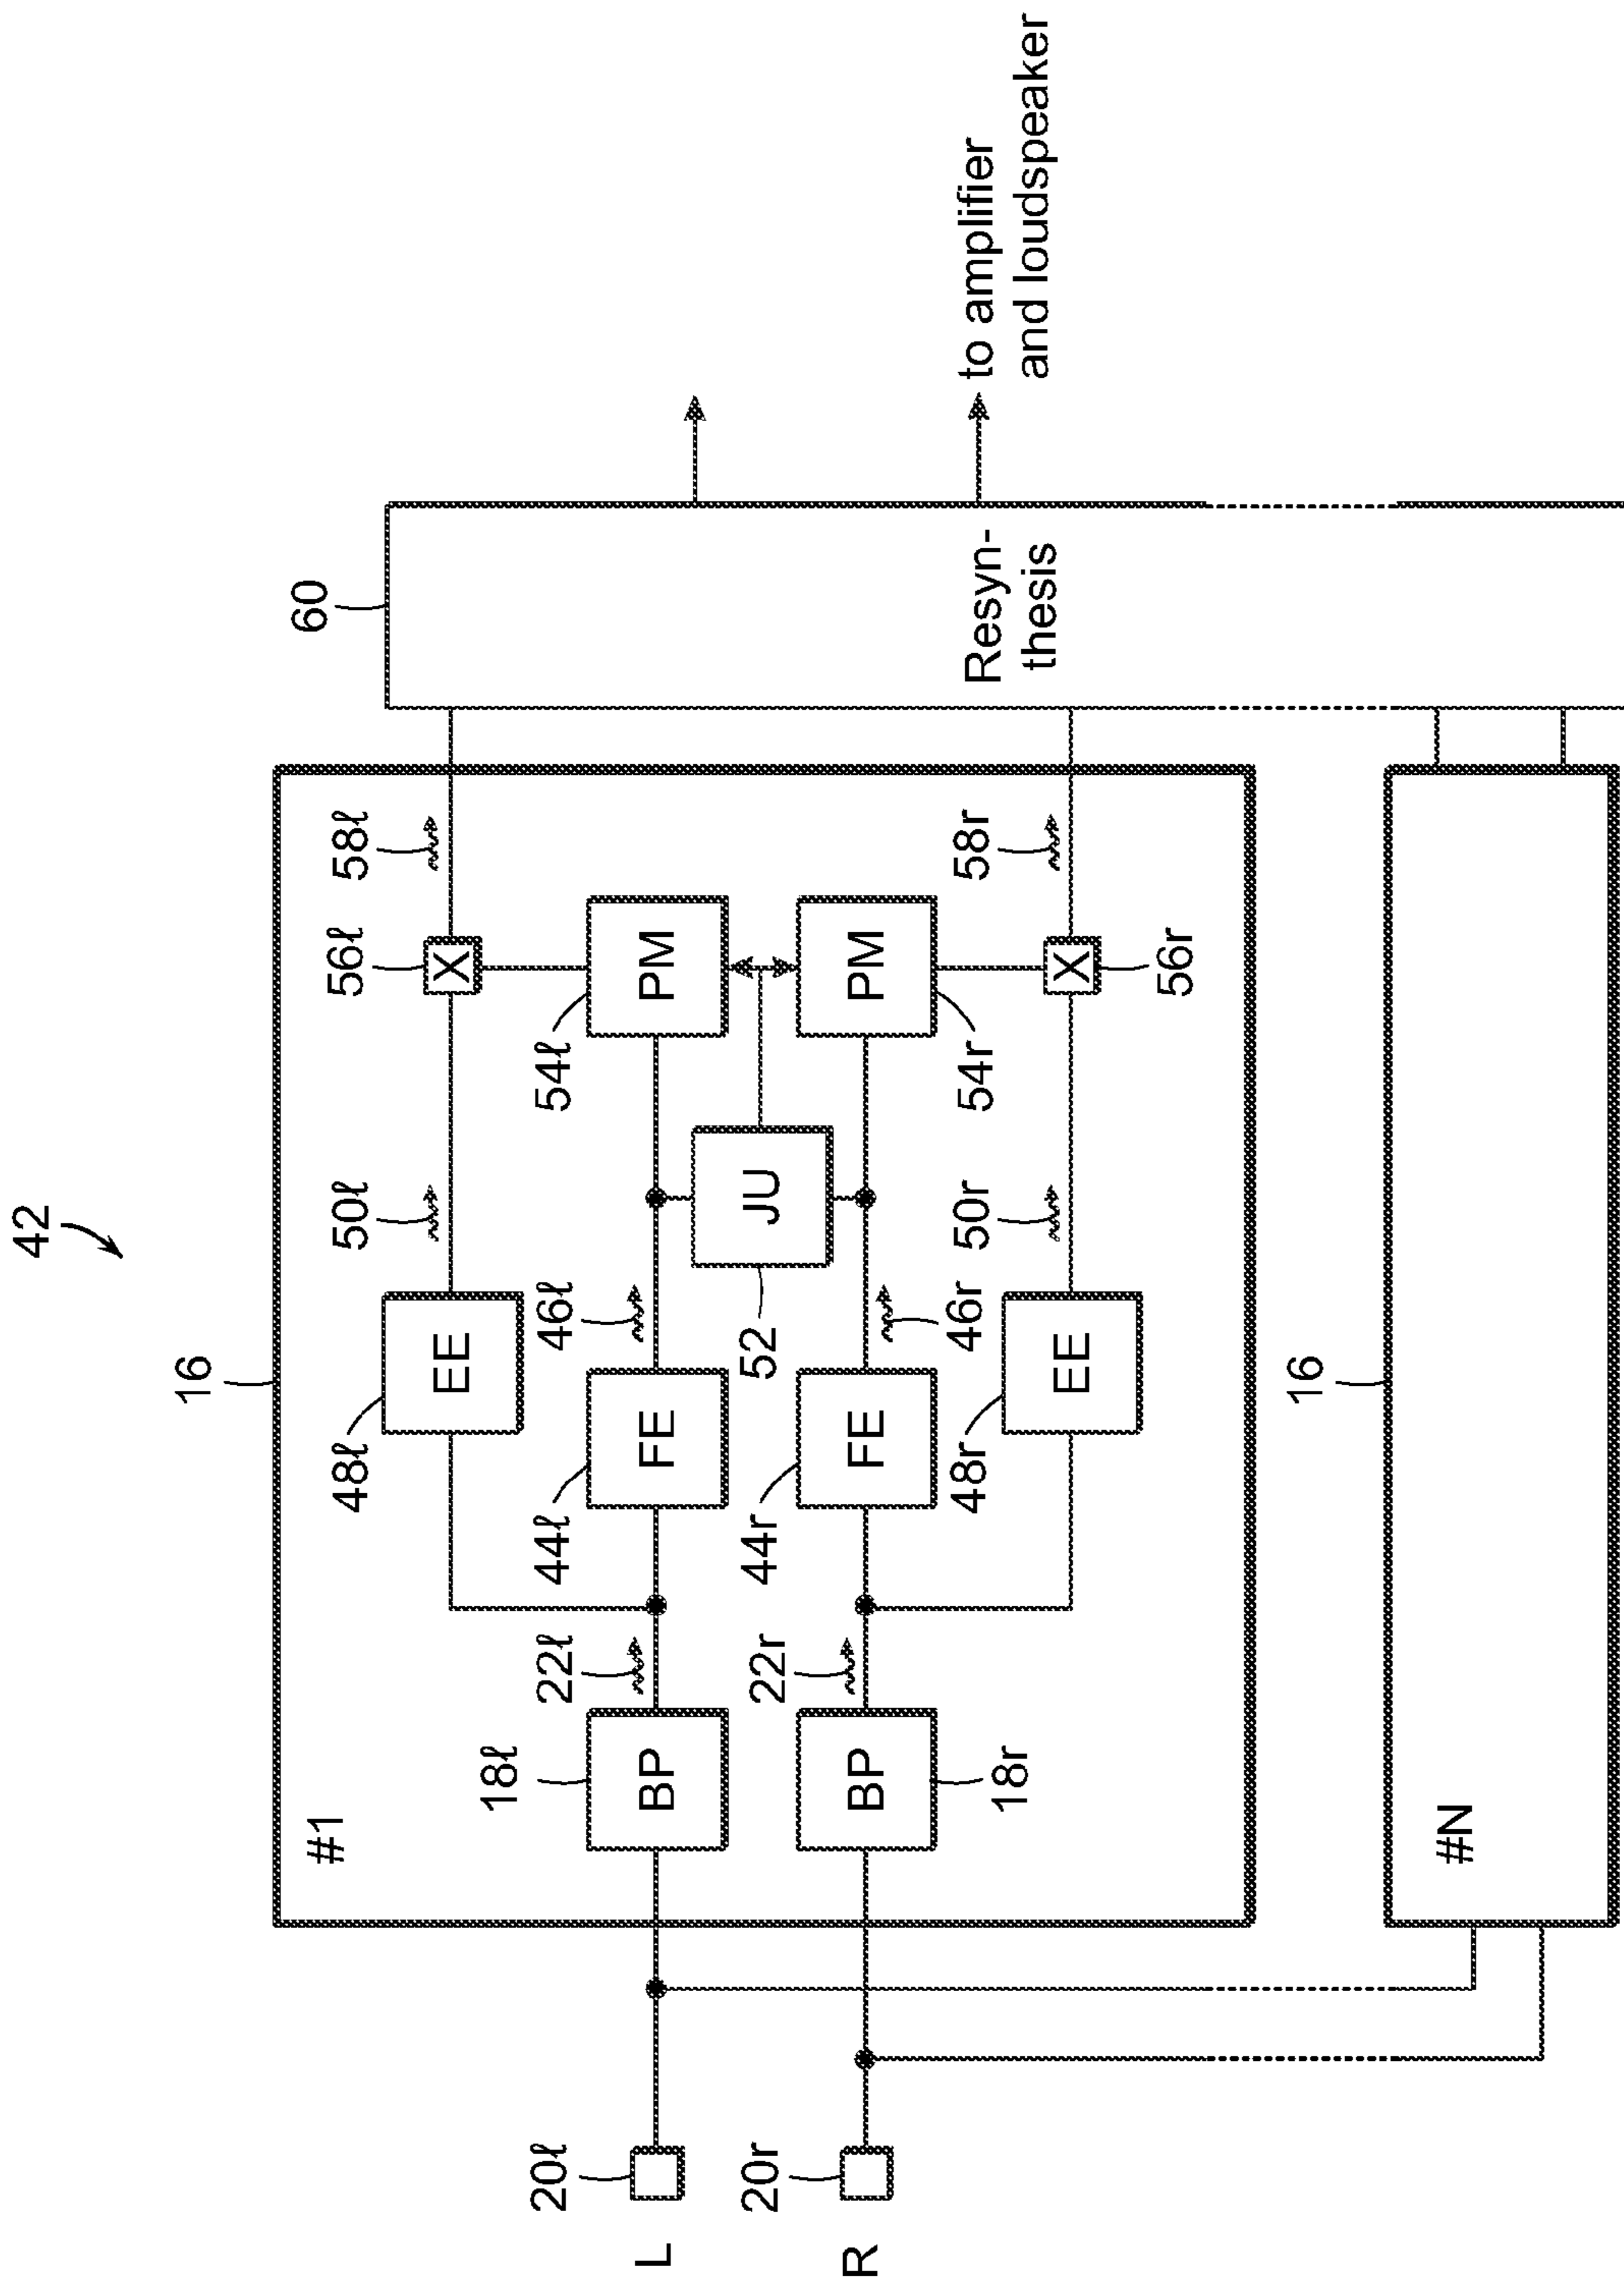 42
16
60
#1
48ℓ
EE
50ℓ
56ℓ
X
58ℓ
20ℓ
L
18ℓ
BP
22ℓ
44ℓ
FE
46ℓ
54ℓ
PM
52
JU
20r
R
BP
18r
22r
44r
FE
46r
PM
54r
48r
EE
50r
X
56r
58r
Resyn-
thesis
to amplifier
and loudspeaker
16
#N